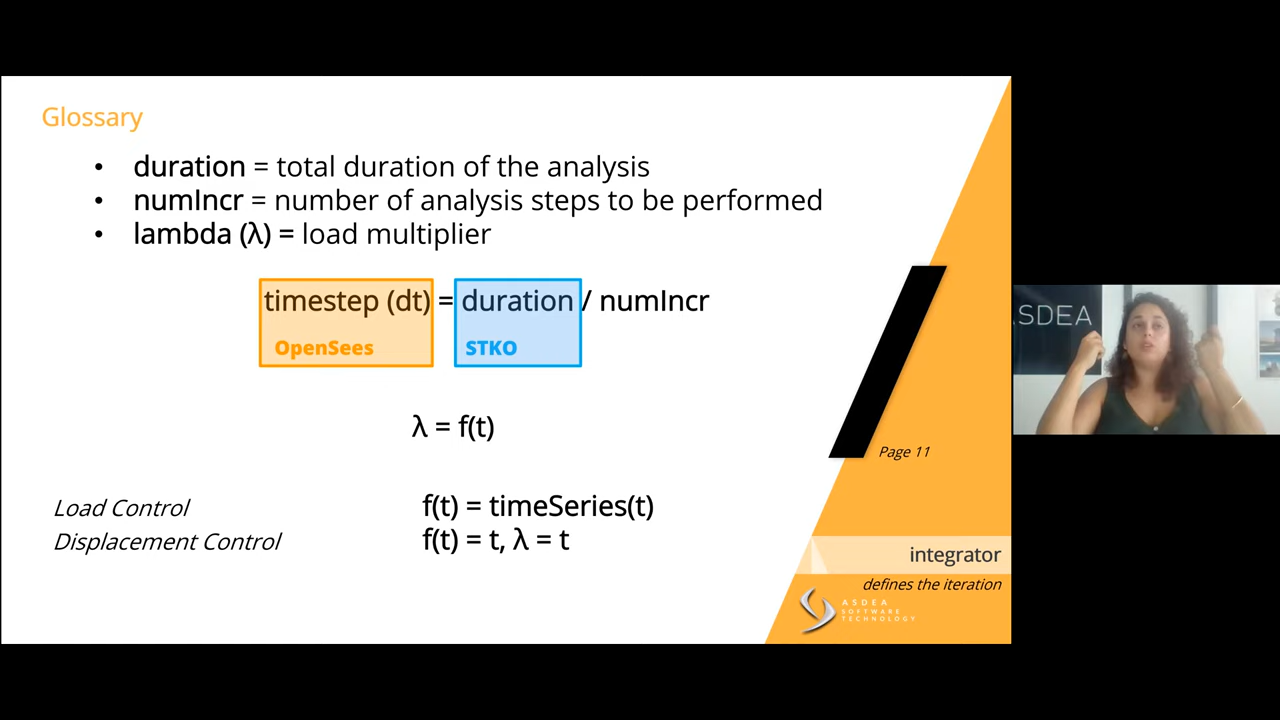 Glossary
• duration = total duration of the analysis
• numIncr = number of analysis steps to be performed
• lambda (λ) = load multiplier
timestep (dt) = duration / numIncr
OpenSees STKO
λ = f(t)
Page 11
Load Control f(t) = timeSeries(t)
Displacement Control f(t) = t, λ = t
integrator
defines the iteration
ASDEA
SOFTWARE
TECHNOLOGY
ASDEA